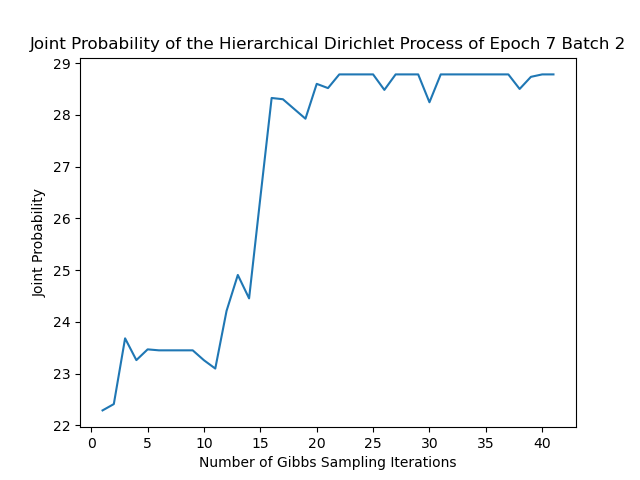 Joint Probability of the Hierarchical Dirichlet Process of Epoch 7 Batch 2
29
28
27
26
25
24
23
22
Joint Probability
0 5 10 15 20 25 30 35 40
Number of Gibbs Sampling Iterations